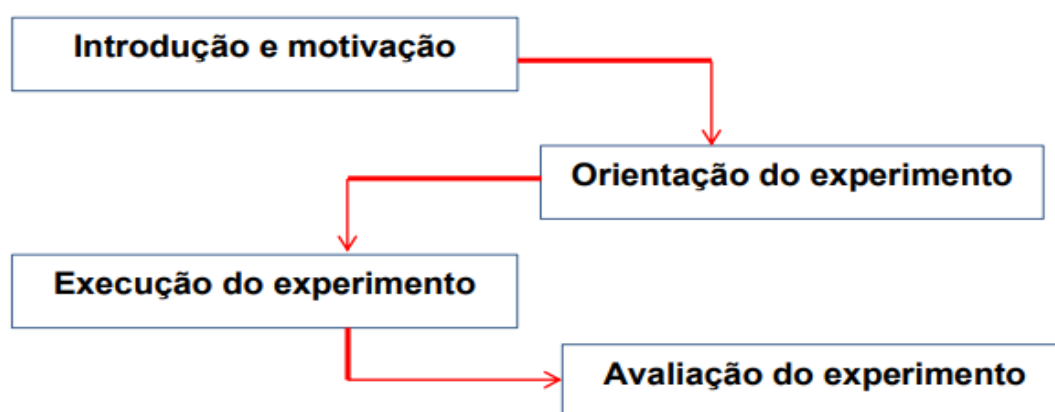 Introdução e motivação
Orientação do experimento
Execução do experimento
Avaliação do experimento